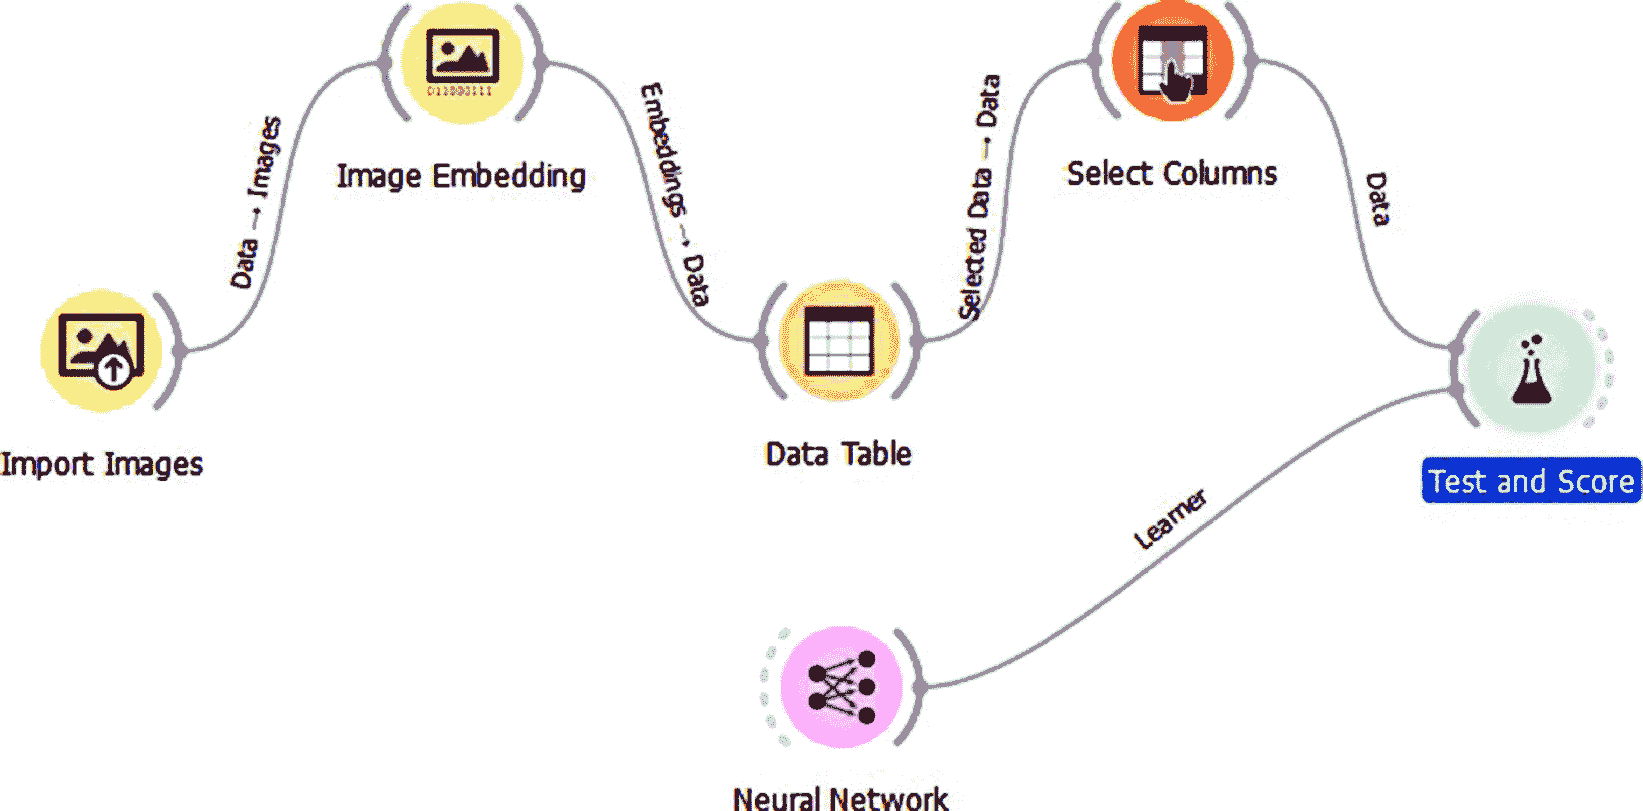 Data → Images
Image Embedding
Embeddings → Data
Selected Data → Data
Select Columns
Data
Import Images
Data Table
Test and Score
Learner
Neural Network